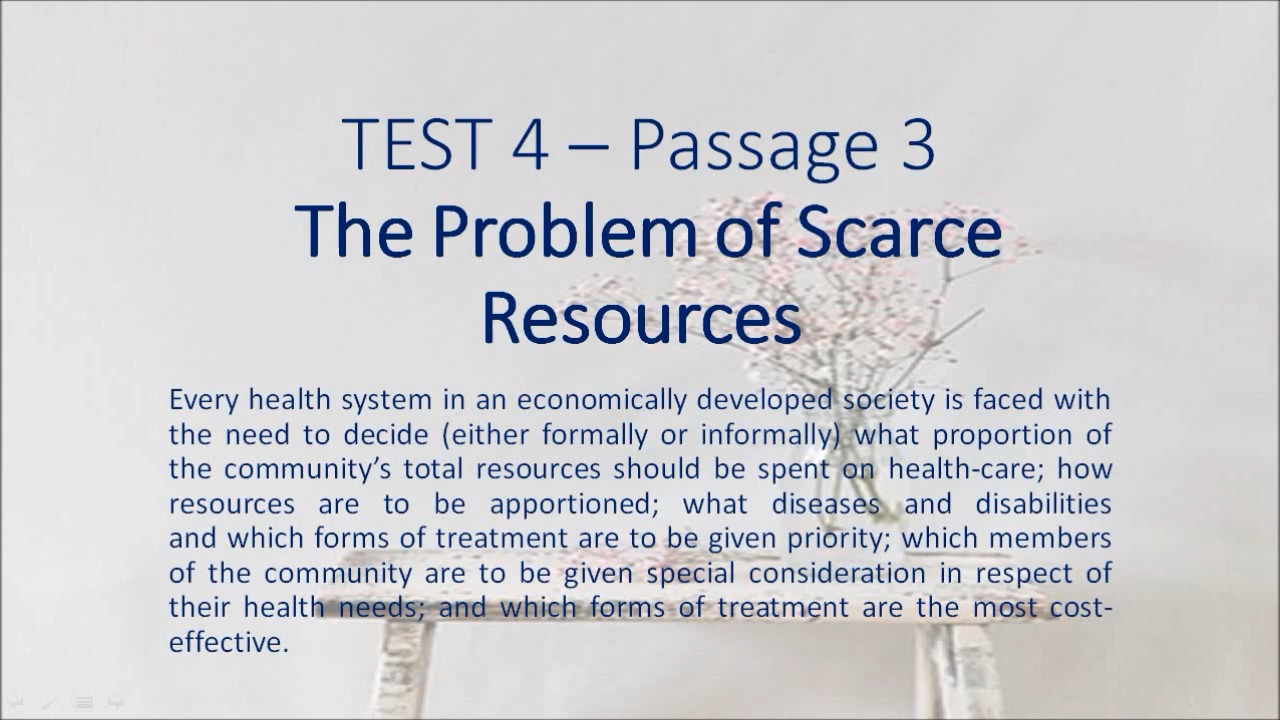 TEST 4 – Passage 3
The Problem of Scarce
Resources
Every health system in an economically developed society is faced with
the need to decide (either formally or informally) what proportion of
the community’s total resources should be spent on health-care; how
resources are to be apportioned; what diseases and disabilities
and which forms of treatment are to be given priority; which members
of the community are to be given special consideration in respect of
their health needs; and which forms of treatment are the most cost-
effective.